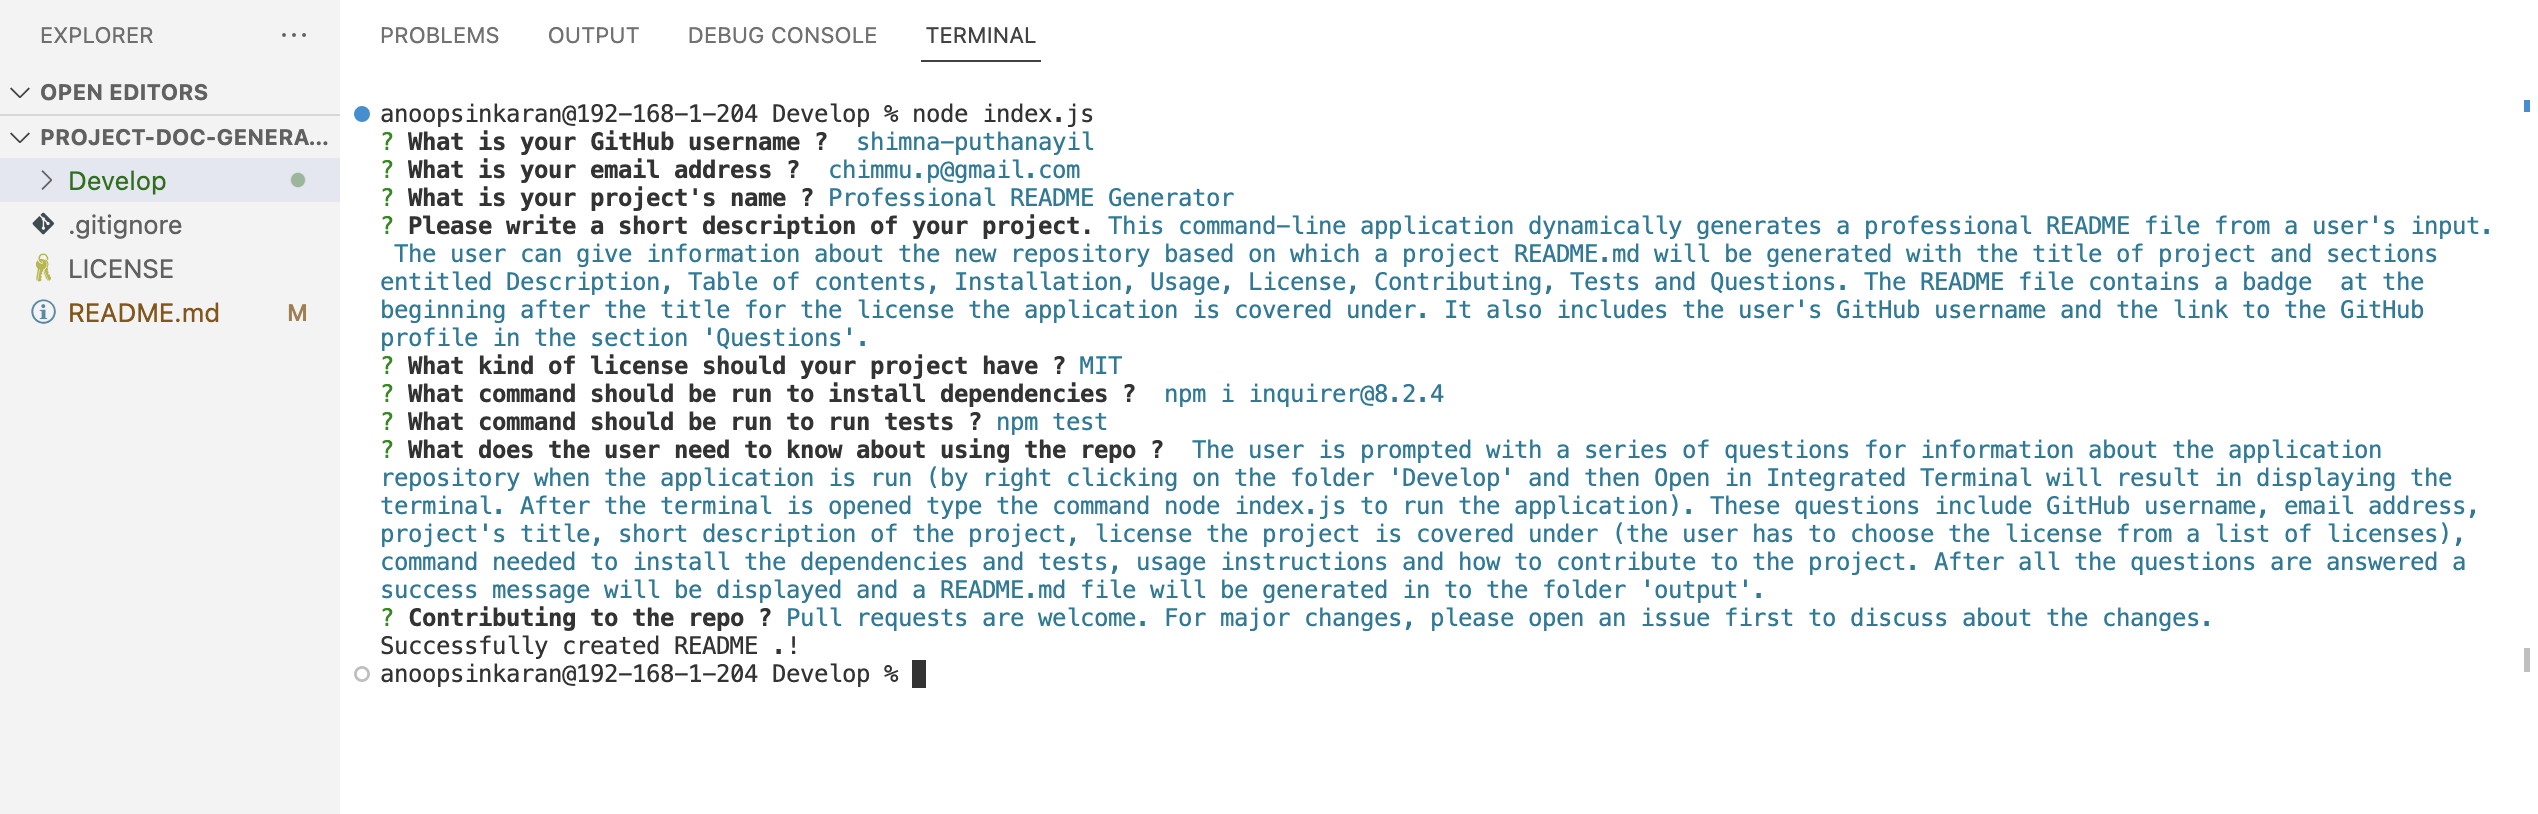 EXPLORER
OPEN EDITORS
PROJECT-DOC-GENERA...
Develop
.gitignore
LICENSE
README.md M
PROBLEMS OUTPUT DEBUG CONSOLE TERMINAL
anoopsinkaran@192-168-1-204 Develop % node index.js
? What is your GitHub username ?  shimna-puthanayil
? What is your email address ?  chimmu.p@gmail.com
? What is your project's name ? Professional README Generator
? Please write a short description of your project. This command-line application dynamically generates a professional README file from a user's input.
The user can give information about the new repository based on which a project README.md will be generated with the title of project and sections
entitled Description, Table of contents, Installation, Usage, License, Contributing, Tests and Questions. The README file contains a badge  at the
beginning after the title for the license the application is covered under. It also includes the user's GitHub username and the link to the GitHub
profile in the section 'Questions'.
? What kind of license should your project have ? MIT
? What command should be run to install dependencies ?  npm i inquirer@8.2.4
? What command should be run to run tests ? npm test
? What does the user need to know about using the repo ?  The user is prompted with a series of questions for information about the application
repository when the application is run (by right clicking on the folder 'Develop' and then Open in Integrated Terminal will result in displaying the
terminal. After the terminal is opened type the command node index.js to run the application). These questions include GitHub username, email address,
project's title, short description of the project, license the project is covered under (the user has to choose the license from a list of licenses),
command needed to install the dependencies and tests, usage instructions and how to contribute to the project. After all the questions are answered a
success message will be displayed and a README.md file will be generated in to the folder 'output'.
? Contributing to the repo ? Pull requests are welcome. For major changes, please open an issue first to discuss about the changes.
Successfully created README .!
anoopsinkaran@192-168-1-204 Develop %